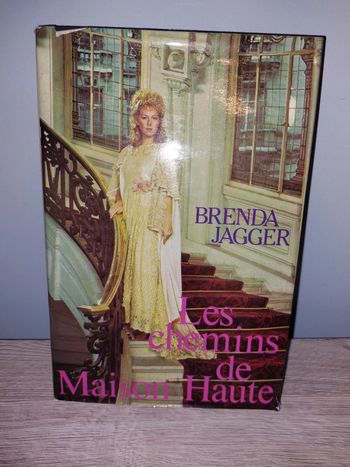 BRENDA
JAGGER
Les
chemins
de
Maison Haute